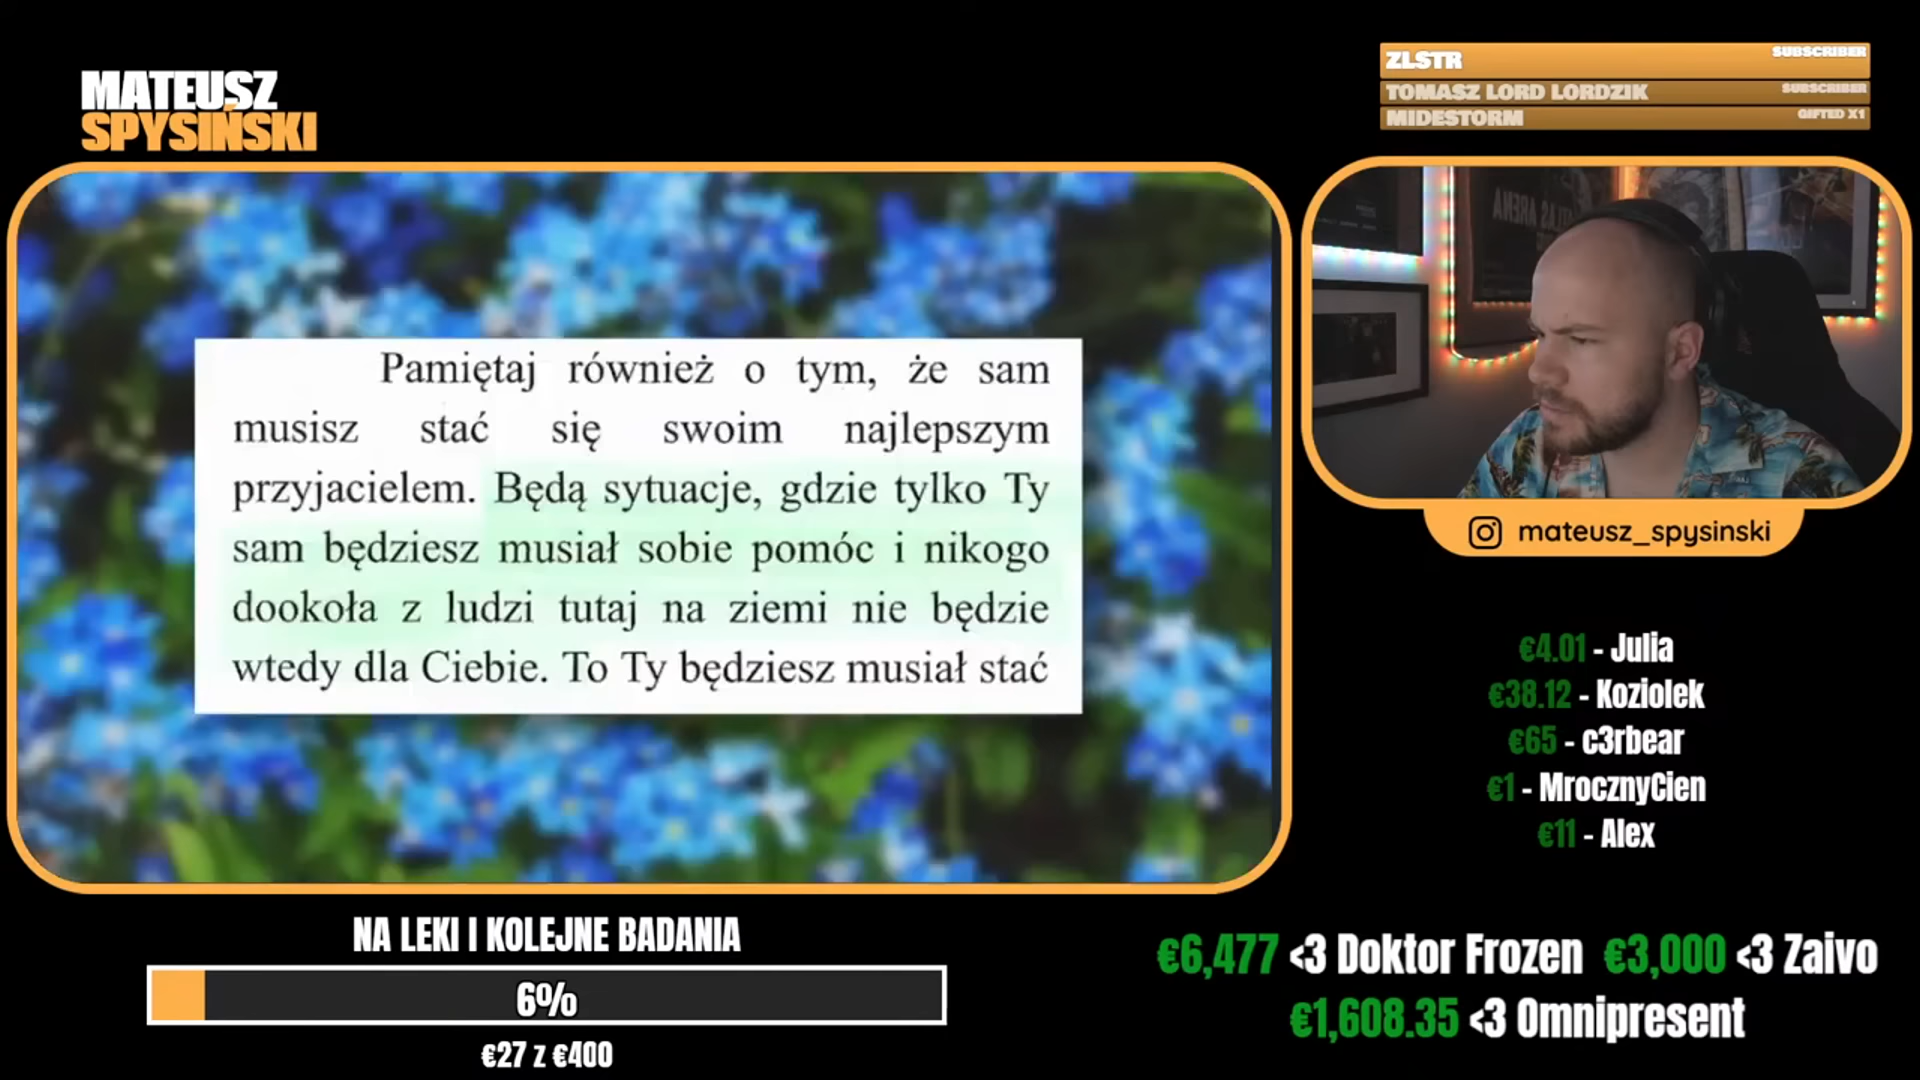 MATEUSZ
SPYSIŃSKI
ZLSTR SUBSCRIBER
TOMASZ LORD LORDZIK SUBSCRIBER
MIDESTORM GIFTED X1
Pamiętaj również o tym, że sam
musisz stać się swoim najlepszym
przyjacielem. Będą sytuacje, gdzie tylko Ty
sam będziesz musiał sobie pomóc i nikogo
dookoła z ludzi tutaj na ziemi nie będzie
wtedy dla Ciebie. To Ty będziesz musiał stać
mateusz_spysinski
€4.01 - Julia
€38.12 - Koziolek
€65 - c3rbear
€1 - MrocznyCien
€11 - Alex
NA LEKI I KOLEJNE BADANIA
6%
€27 z €400
€6,477 <3 Doktor Frozen €3,000 <3 Zaivo
€1,608.35 <3 Omnipresent